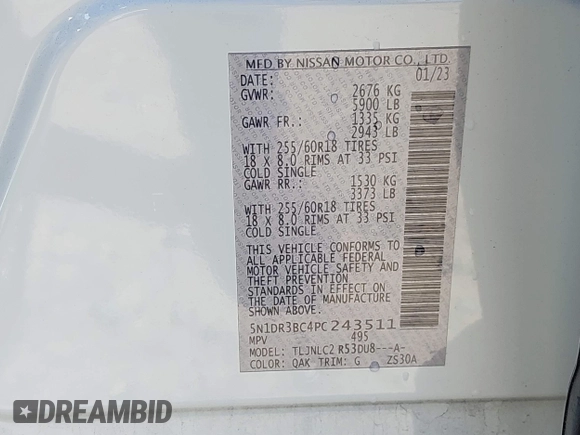 MFD BY NISSAN MOTOR CO., LTD.
DATE: 01/23
GVWR: 2676 KG
5900 LB
GAWR FR.: 1335 KG
2943 LB
WITH 255/60R18 TIRES
18 X 8.0 RIMS AT 33 PSI
COLD SINGLE
GAWR RR.: 1530 KG
3373 LB
WITH 255/60R18 TIRES
18 X 8.0 RIMS AT 33 PSI
COLD SINGLE.
THIS VEHICLE CONFORMS TO
ALL APPLICABLE FEDERAL
MOTOR VEHICLE SAFETY AND
THEFT PREVENTION
STANDARDS IN EFFECT ON
THE DATE OF MANUFACTURE
SHOWN ABOVE.
5N1DR3BC4PC243511
MPV 495
MODEL: TLJNLC2 R53DU8---A-
COLOR: QAK TRIM: G ZS30A
DREAMBID